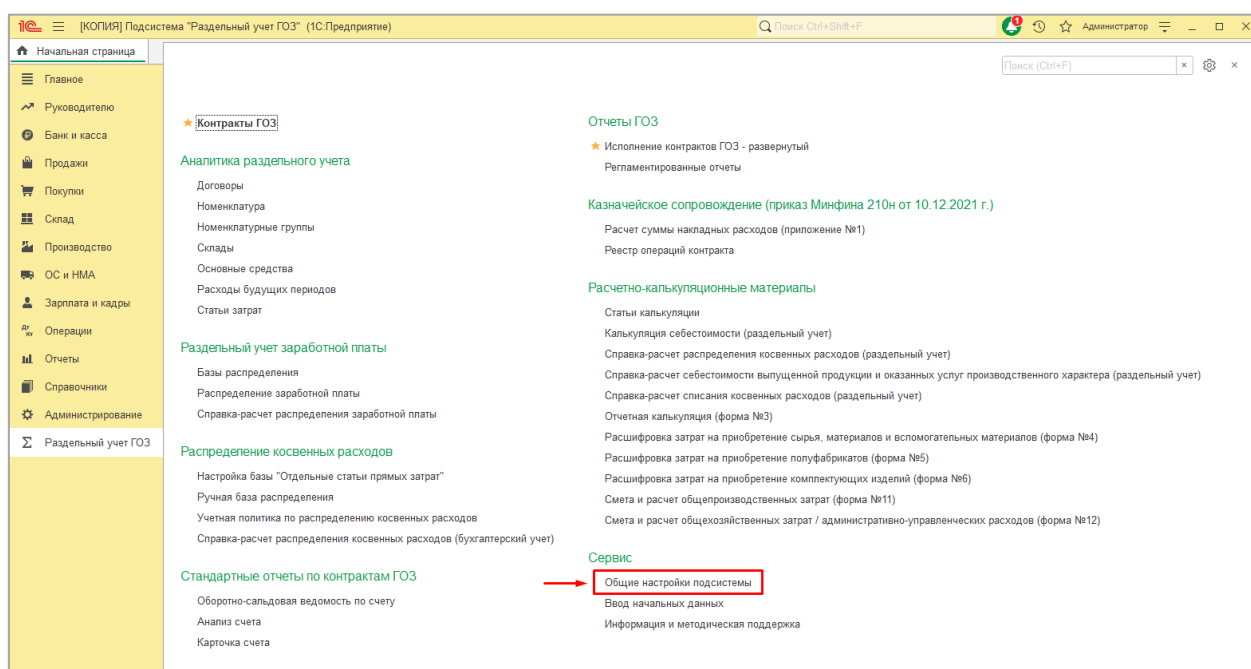 1С [КОПИЯ] Подсистема "Раздельный учет ГОЗ" (1С:Предприятие)
Поиск Ctrl+Shift+F
1
Администратор
Начальная страница
Поиск (Ctrl+F)
Главное
Руководителю
Банк и касса
Продажи
Покупки
Склад
Производство
ОС и НМА
Зарплата и кадры
Дт Кт Операции
Отчеты
Справочники
Администрирование
Раздельный учет ГОЗ
Контракты ГОЗ
Аналитика раздельного учета
Договоры
Номенклатура
Номенклатурные группы
Склады
Основные средства
Расходы будущих периодов
Статьи затрат
Раздельный учет заработной платы
Базы распределения
Распределение заработной платы
Справка-расчет распределения заработной платы
Распределение косвенных расходов
Настройка базы "Отдельные статьи прямых затрат"
Ручная база распределения
Учетная политика по распределению косвенных расходов
Справка-расчет распределения косвенных расходов (бухгалтерский учет)
Стандартные отчеты по контрактам ГОЗ
Оборотно-сальдовая ведомость по счету
Анализ счета
Карточка счета
Отчеты ГОЗ
Исполнение контрактов ГОЗ - развернутый
Регламентированные отчеты
Казначейское сопровождение (приказ Минфина 210н от 10.12.2021 г.)
Расчет суммы накладных расходов (приложение №1)
Реестр операций контракта
Расчетно-калькуляционные материалы
Статьи калькуляции
Калькуляция себестоимости (раздельный учет)
Справка-расчет распределения косвенных расходов (раздельный учет)
Справка-расчет себестоимости выпущенной продукции и оказанных услуг производственного характера (раздельный учет)
Справка-расчет списания косвенных расходов (раздельный учет)
Отчетная калькуляция (форма №3)
Расшифровка затрат на приобретение сырья, материалов и вспомогательных материалов (форма №4)
Расшифровка затрат на приобретение полуфабрикатов (форма №5)
Расшифровка затрат на приобретение комплектующих изделий (форма №6)
Смета и расчет общепроизводственных затрат (форма №11)
Смета и расчет общехозяйственных затрат / административно-управленческих расходов (форма №12)
Сервис
Общие настройки подсистемы
Ввод начальных данных
Информация и методическая поддержка